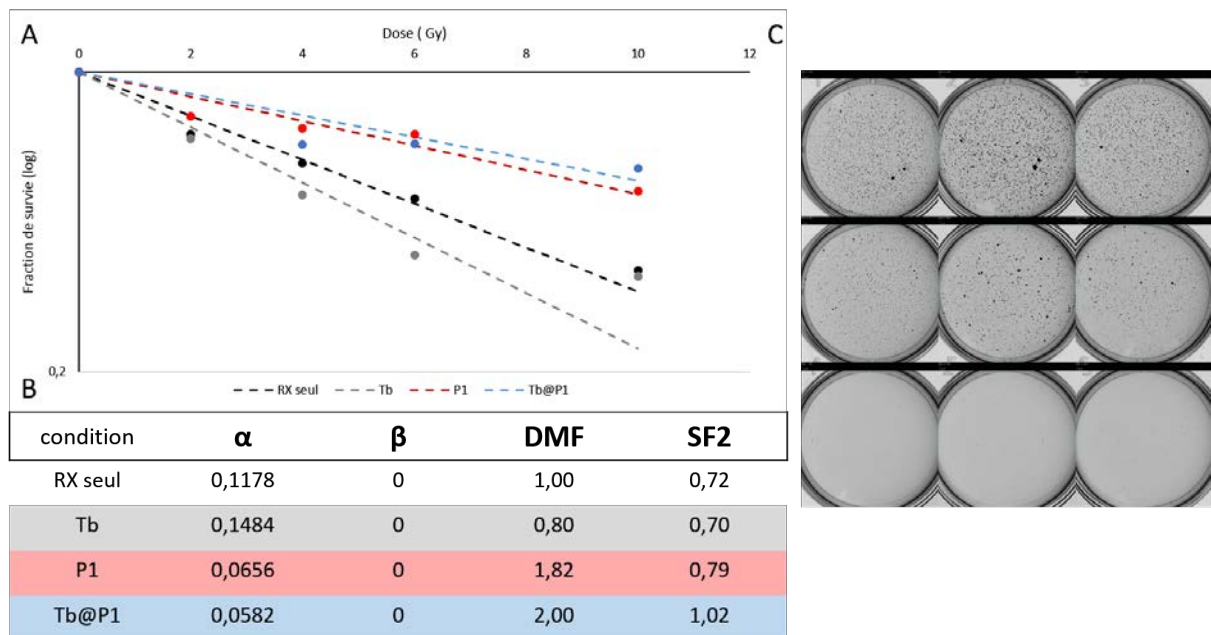 A
Dose ( Gy)
C
0 2 4 6 8 10 12
Fraction de survie (log)
0,2
RX seul Tb P1 Tb@P1
B
condition α β DMF SF2
RX seul 0,1178 0 1,00 0,72
Tb 0,1484 0 0,80 0,70
P1 0,0656 0 1,82 0,79
Tb@P1 0,0582 0 2,00 1,02